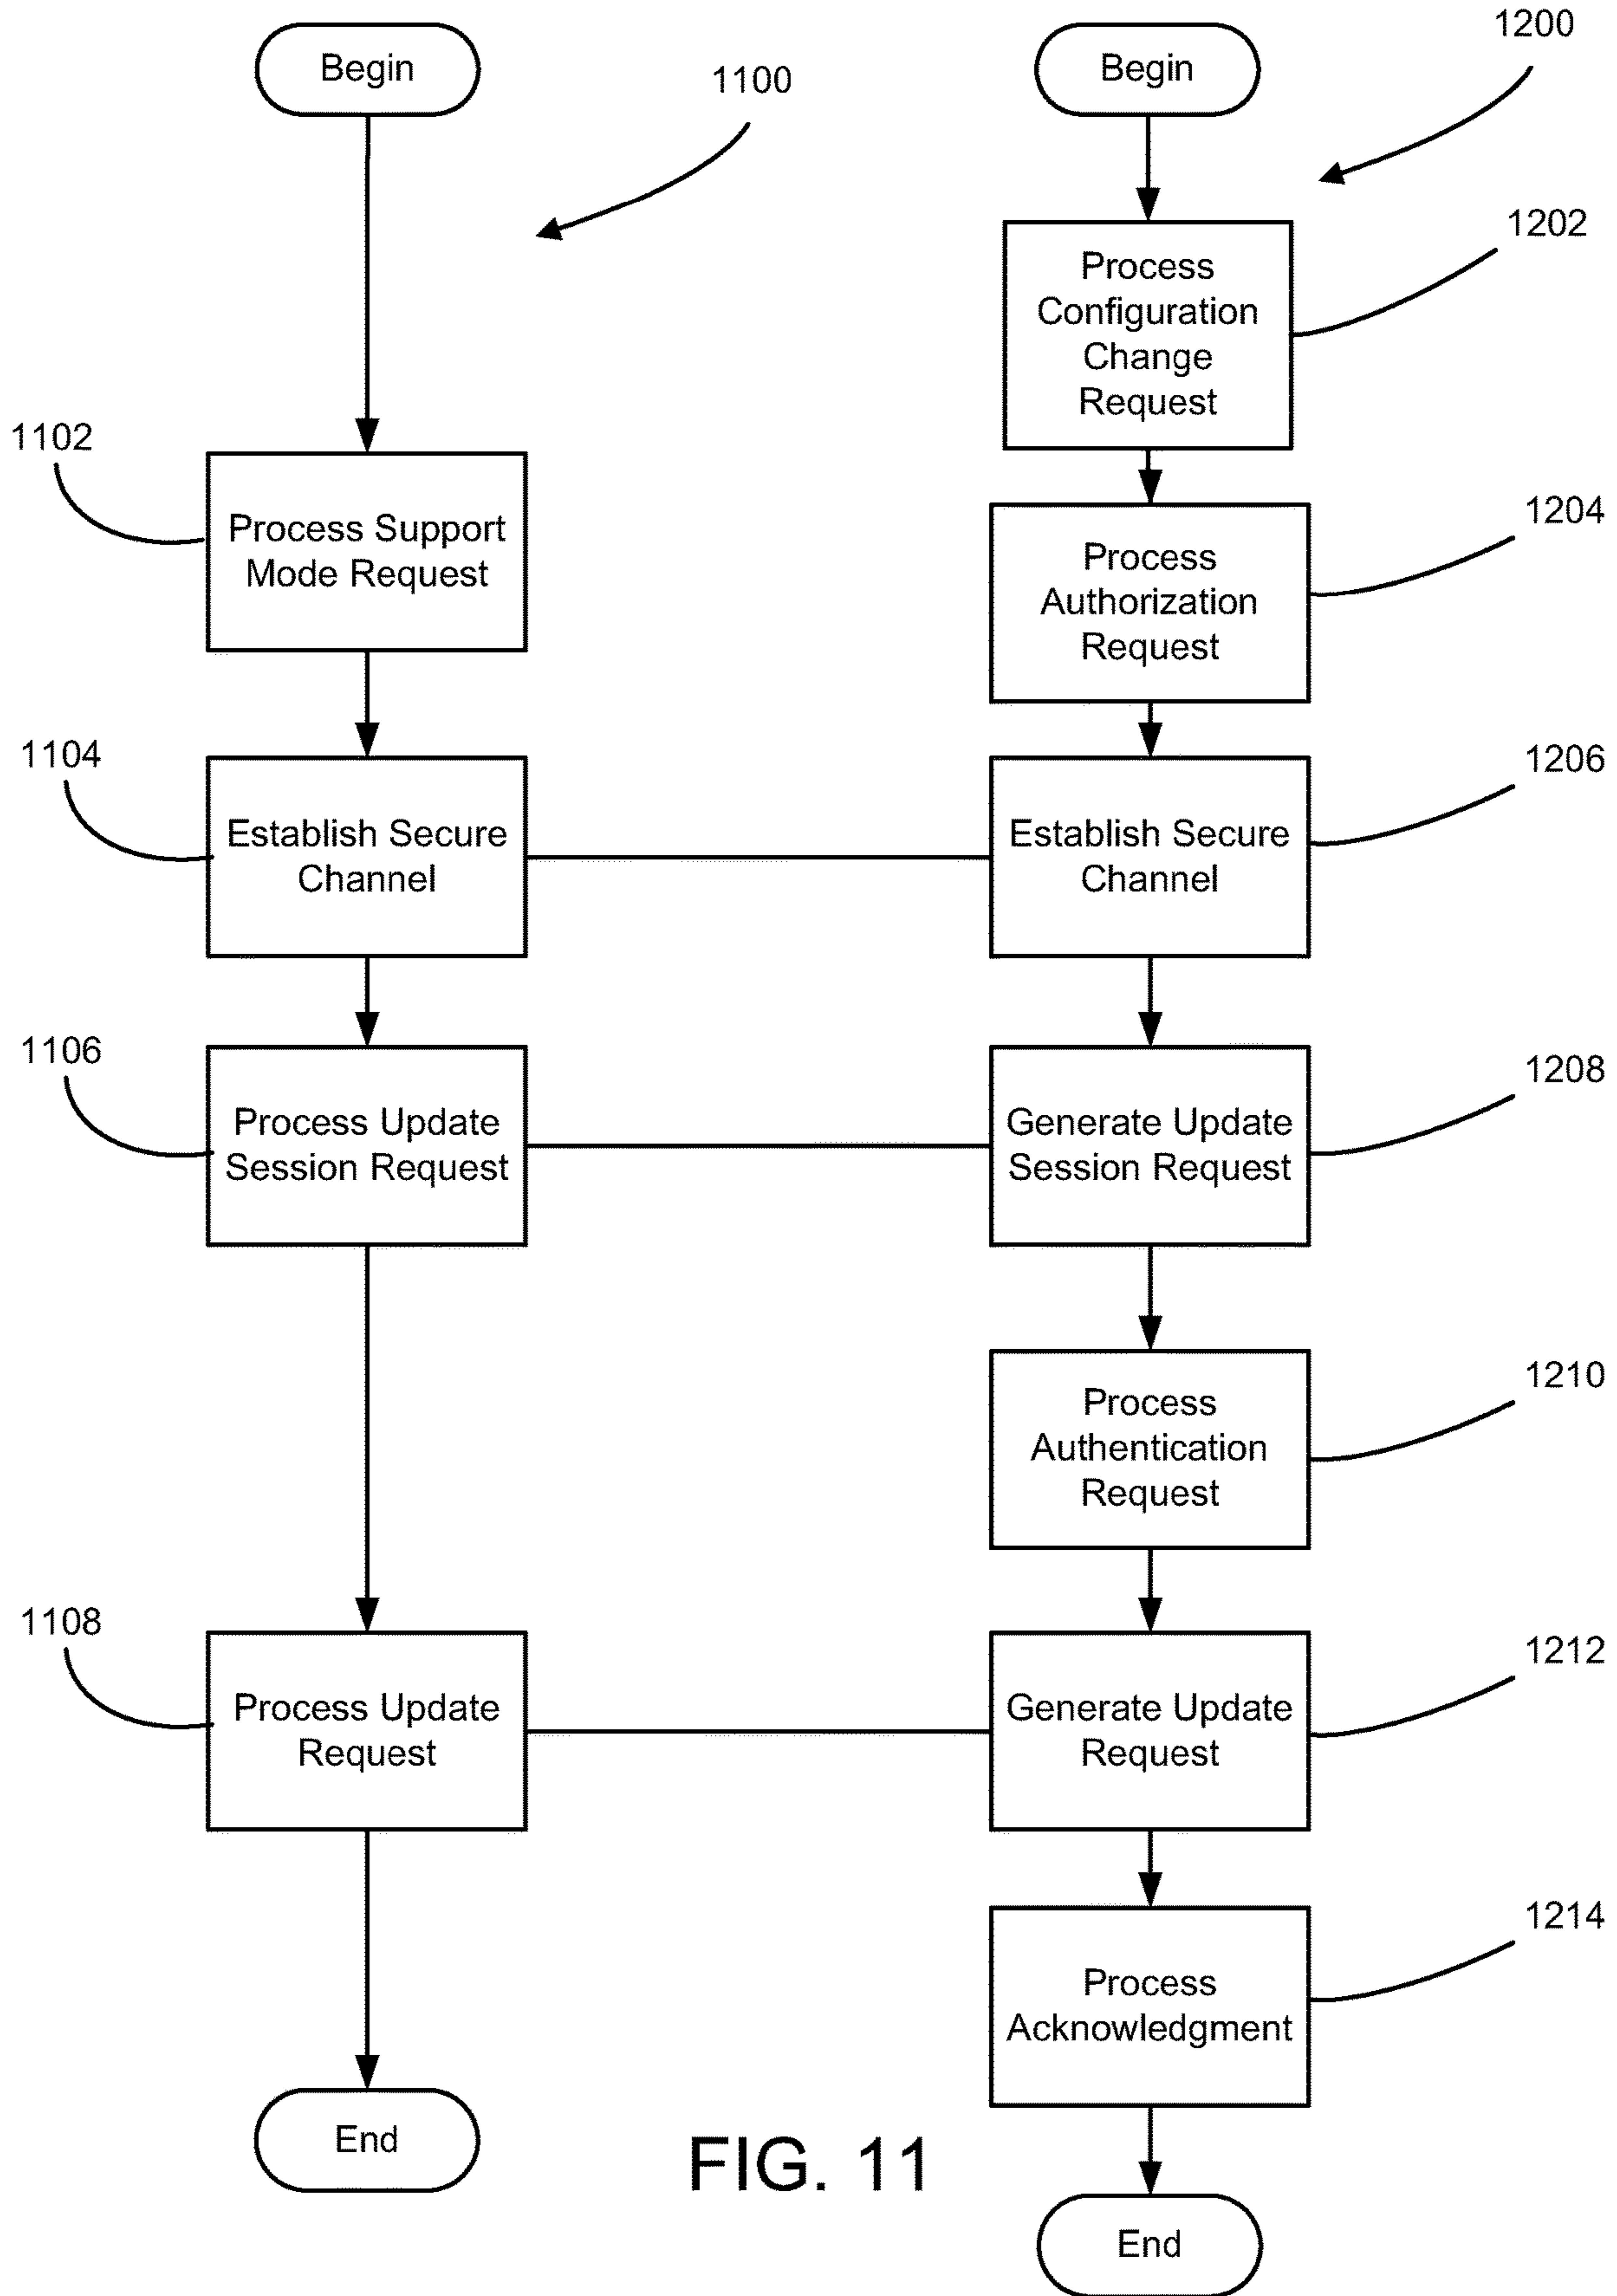 Begin
1100
Begin
1200
1202
Process
Configuration
Change
Request
1102
Process Support
Mode Request
1204
Process
Authorization
Request
1104
Establish Secure
Channel
Establish Secure
Channel
1206
1106
Process Update
Session Request
Generate Update
Session Request
1208
Process
Authentication
Request
1210
1108
Process Update
Request
Generate Update
Request
1212
Process
Acknowledgment
1214
End
FIG. 11
End